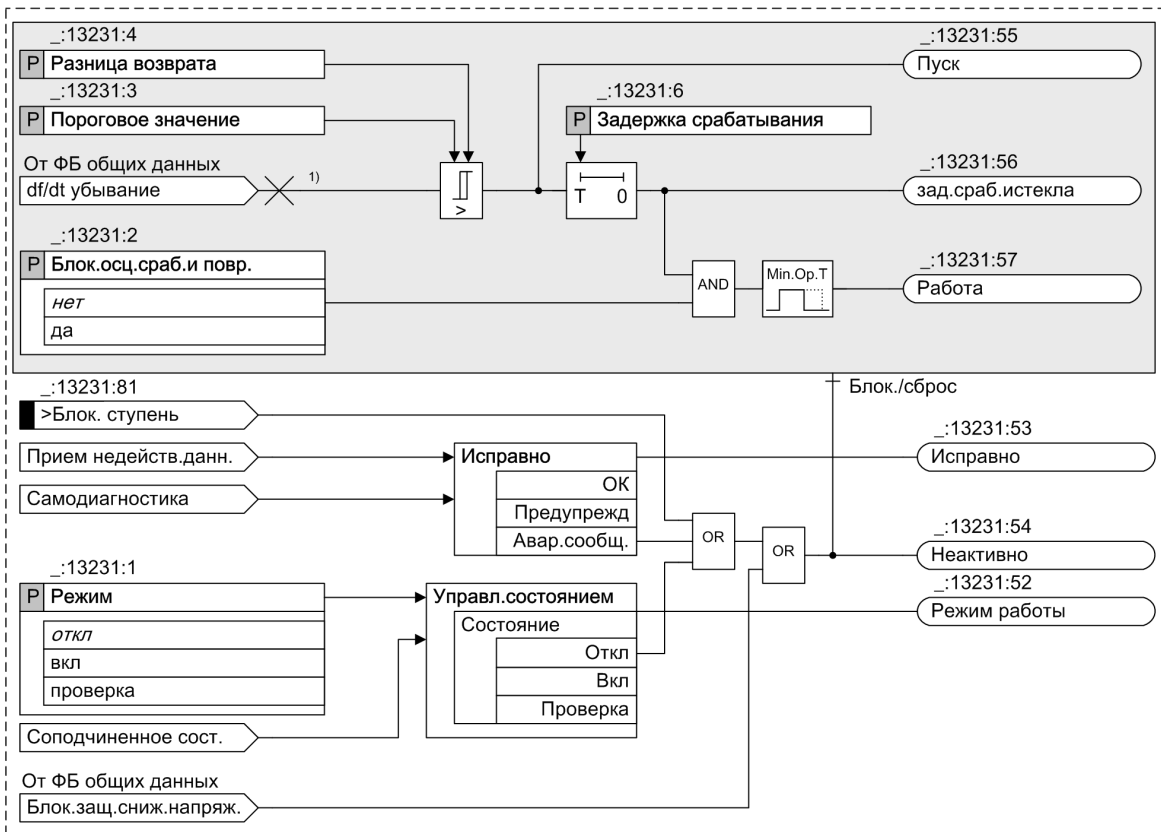 _:13231:4
P Разница возврата
_:13231:55
Пуск
_:13231:3
P Пороговое значение
_:13231:6
P Задержка срабатывания
От ФБ общих данных
df/dt убывание
1)
>
T 0
_:13231:56
зад.сраб.истекла
_:13231:2
P Блок.осц.сраб.и повр.
нет
да
AND
Min.Op.T
_:13231:57
Работа
Блок./сброс
_:13231:81
>Блок. ступень
Прием недейств.данн.
Самодиагностика
Исправно
ОК
Предупрежд
Авар.сообщ.
OR
OR
_:13231:53
Исправно
_:13231:54
Неактивно
_:13231:1
P Режим
откл
вкл
проверка
Управл.состоянием
Состояние
Откл
Вкл
Проверка
_:13231:52
Режим работы
Соподчиненное сост.
От ФБ общих данных
Блок.защ.сниж.напряж.